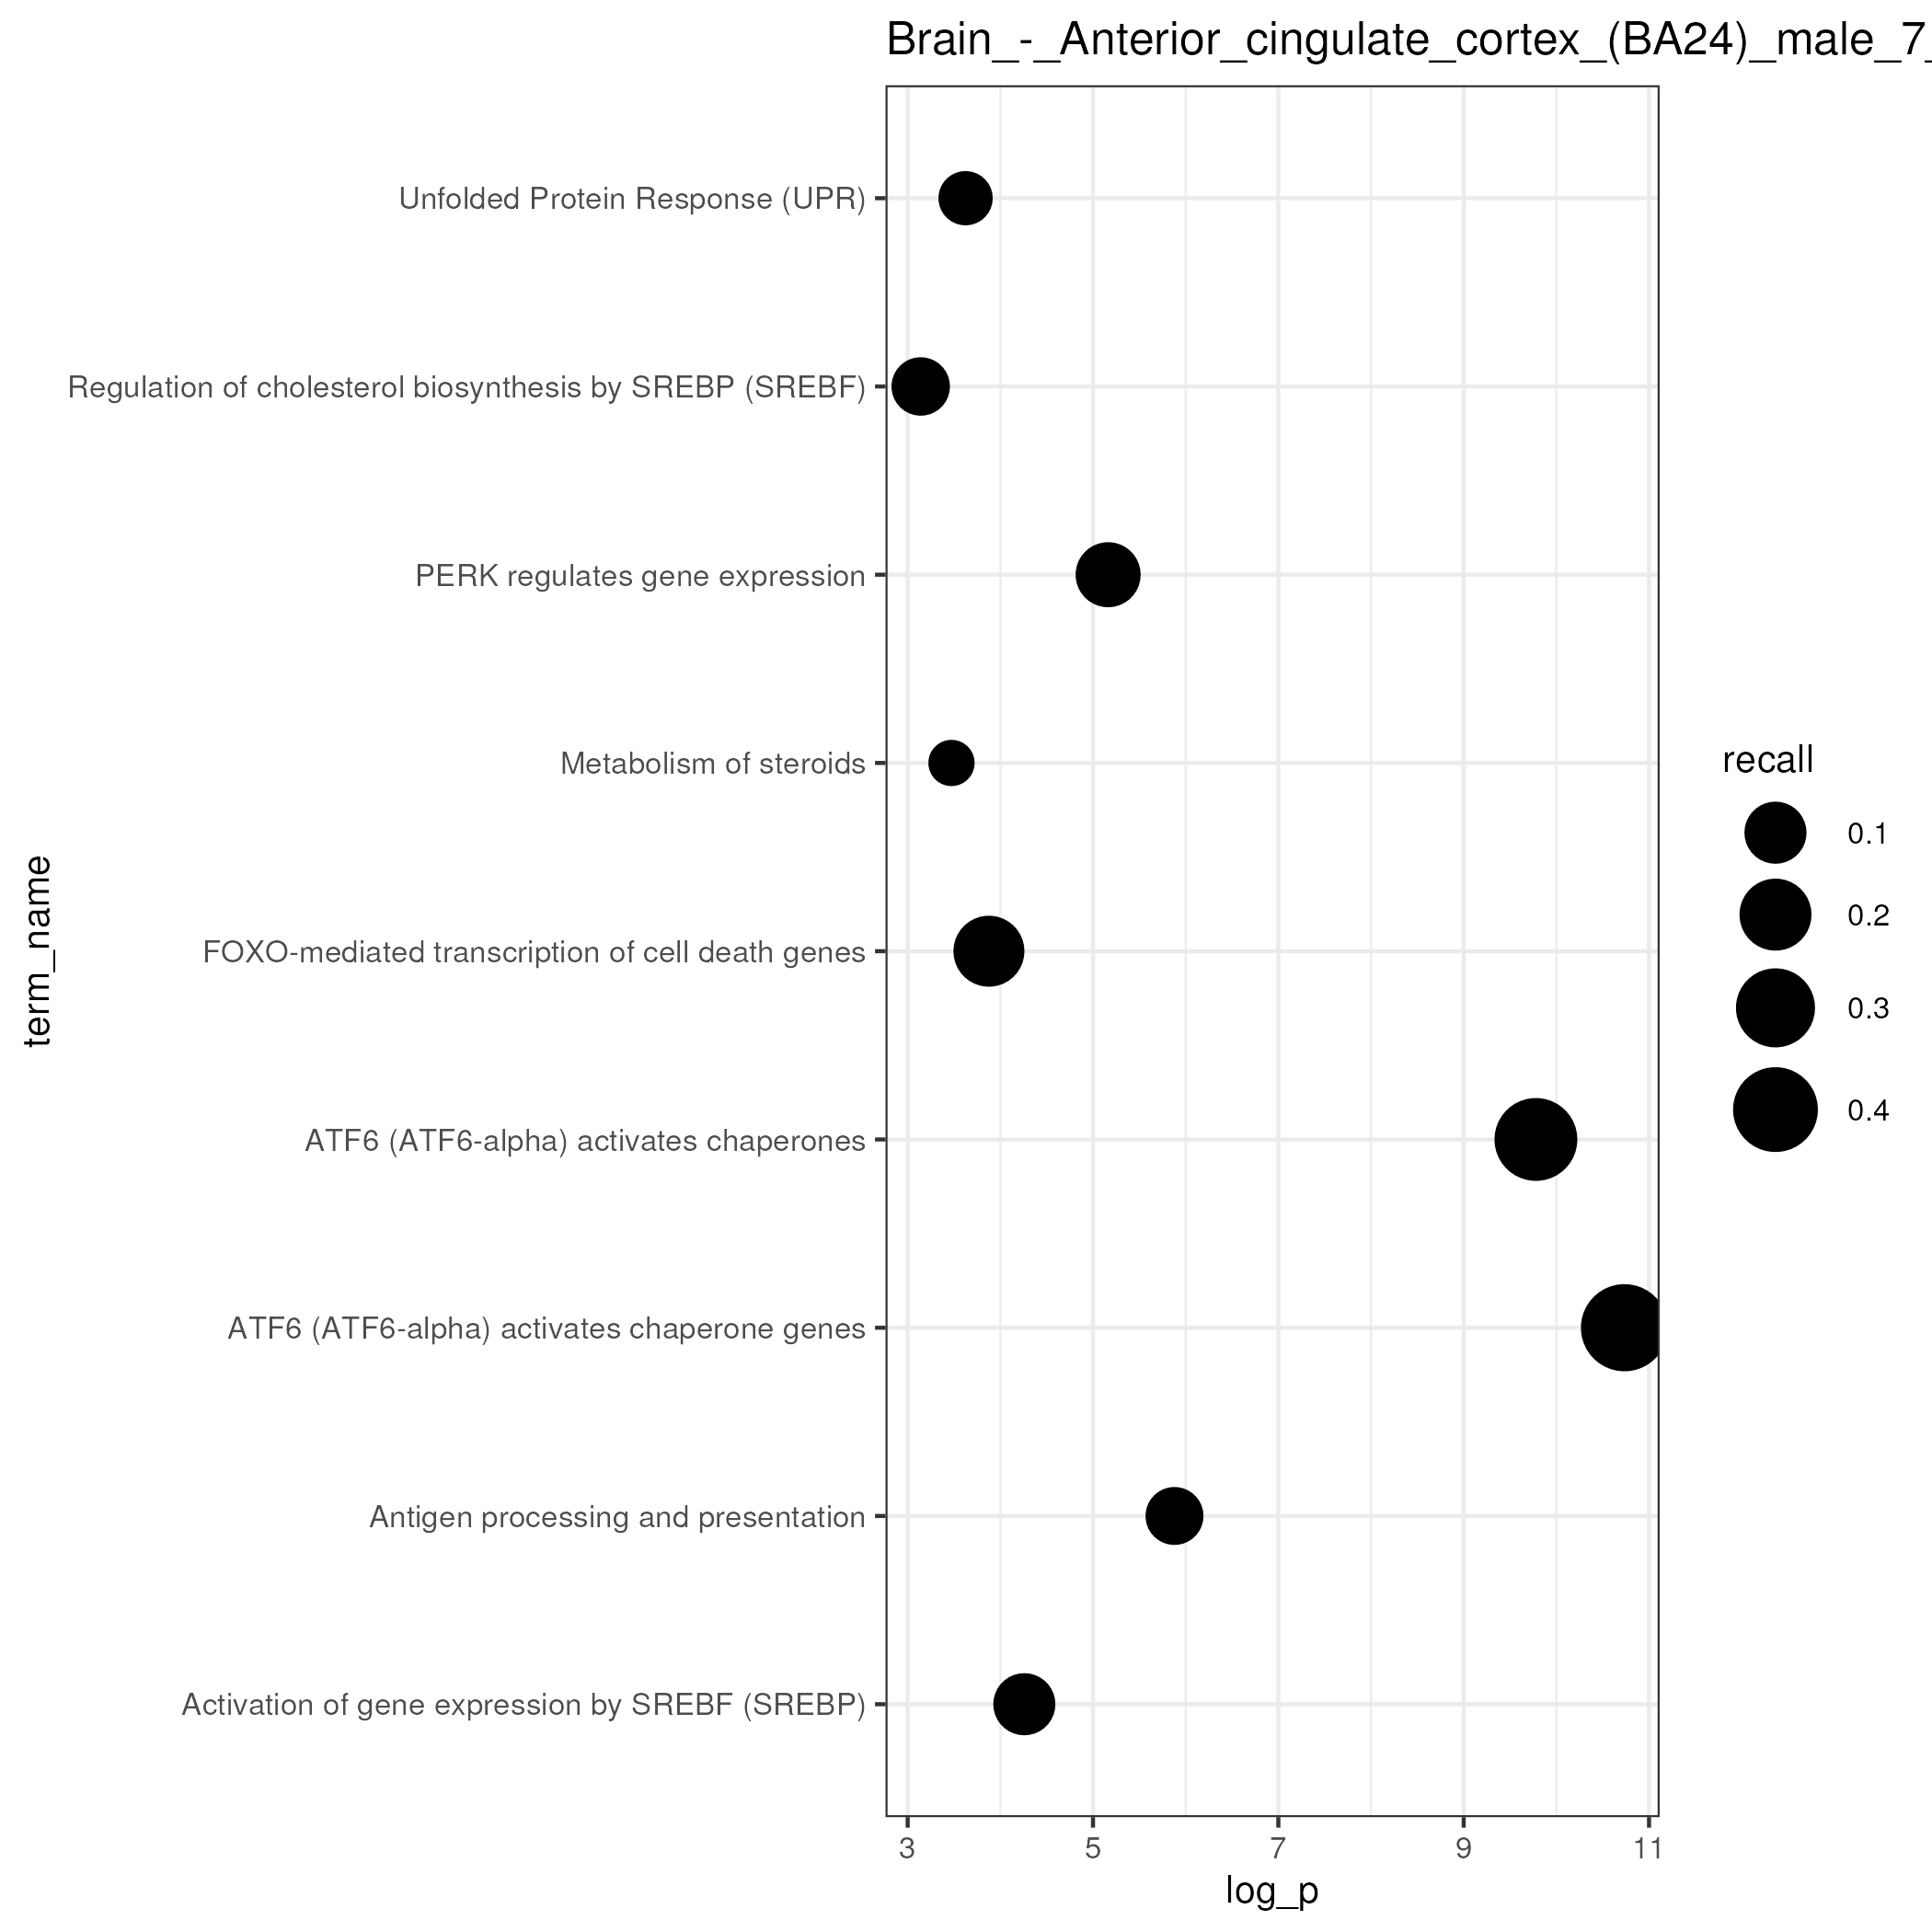 Brain_-_Anterior_cingulate_cortex_(BA24)_male_7_
Unfolded Protein Response (UPR)
Regulation of cholesterol biosynthesis by SREBP (SREBF)
PERK regulates gene expression
Metabolism of steroids
FOXO-mediated transcription of cell death genes
ATF6 (ATF6-alpha) activates chaperones
ATF6 (ATF6-alpha) activates chaperone genes
Antigen processing and presentation
Activation of gene expression by SREBF (SREBP)
term_name
3 5 7 9 11
log_p
recall
0.1
0.2
0.3
0.4